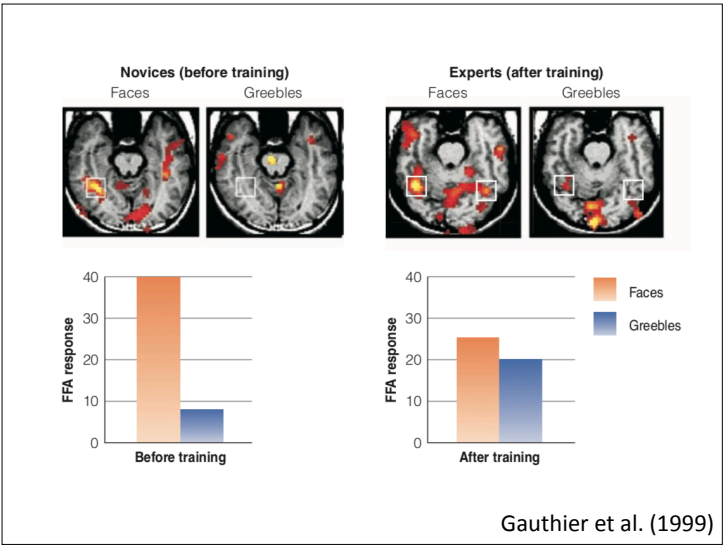 Novices (before training)
Faces Greebles
Experts (after training)
Faces Greebles
40
30
20
10
0
FFA response
Before training
40
30
20
10
0
FFA response
After training
Faces
Greebles
Gauthier et al. (1999)